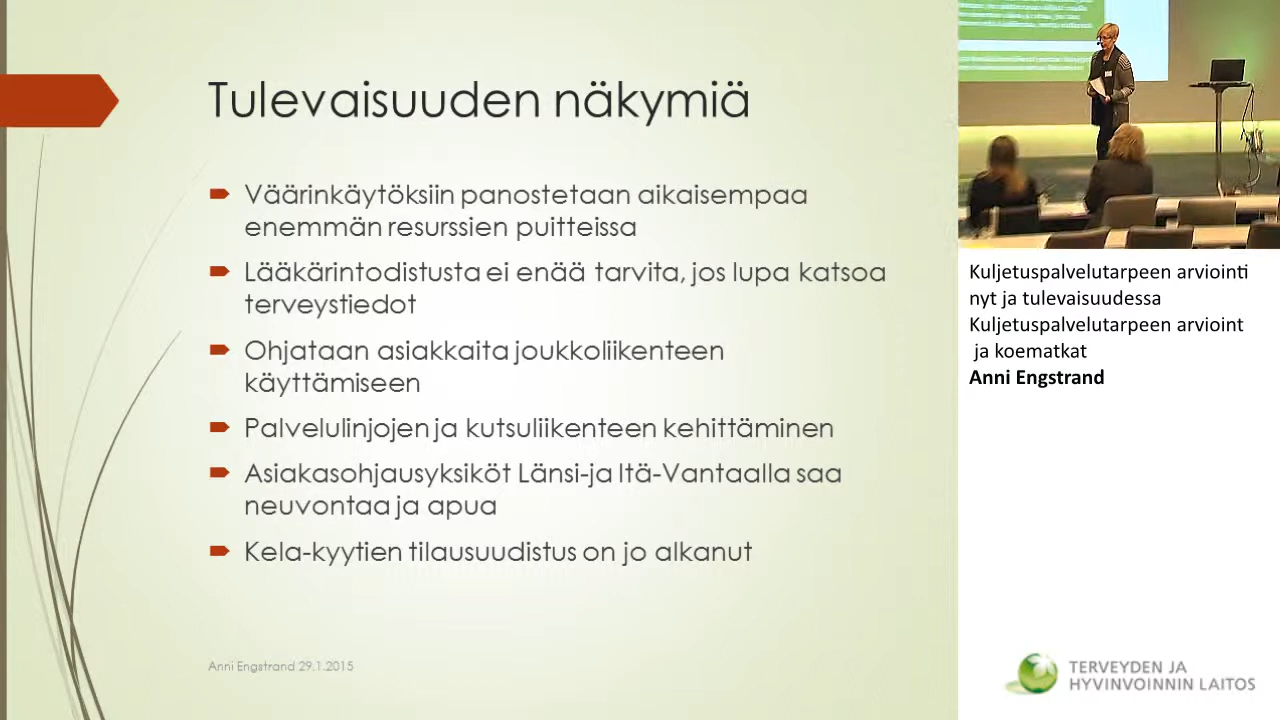 Tulevaisuuden näkymiä
Väärinkäytöksiin panostetaan aikaisempaa
enemmän resurssien puitteissa
Lääkärintodistusta ei enää tarvita, jos lupa katsoa
terveystiedot
Ohjataan asiakkaita joukkoliikenteen
käyttämiseen
Palvelulinjojen ja kutsuliikenteen kehittäminen
Asiakasohjausyksiköt Länsi-ja Itä-Vantaalla saa
neuvontaa ja apua
Kela-kyytien tilausuudistus on jo alkanut
Anni Engstrand 29.1.2015
Kuljetuspalvelutarpeen arviointi
nyt ja tulevaisuudessa
Kuljetuspalvelutarpeen arvioint
ja koematkat
Anni Engstrand
TERVEYDEN JA
HYVINVOINNIN LAITOS